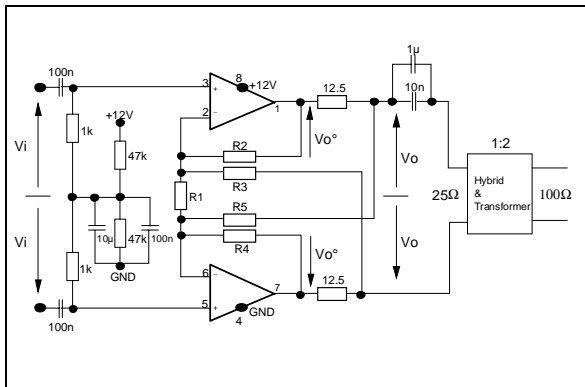 1µ
100n
8
+12V
3
+
12.5
10n
+12V
2
−
1
Vi
1k
47k
R2
Vo°
Vo
1:2
R3
R1
25Ω
Hybrid
&
Transformer
100Ω
R5
10µ
47k
100n
R4
Vi
1k
GND
Vo°
Vo
6
−
12.5
7
5
+
GND
4
100n